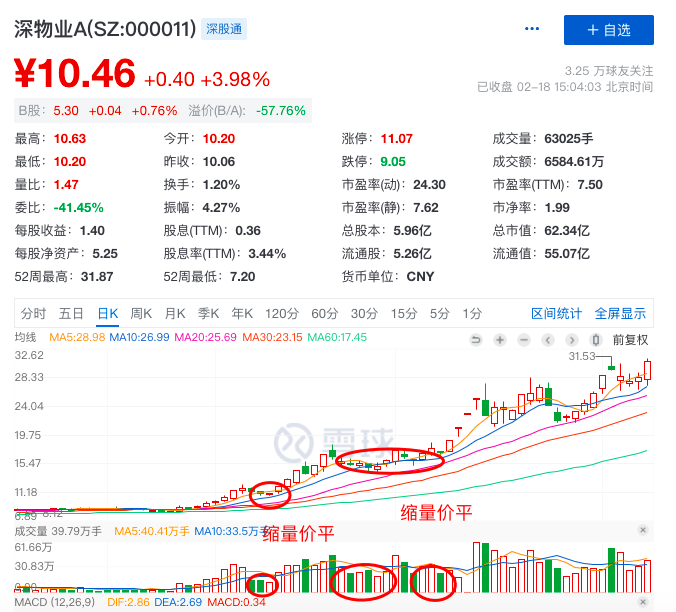 深物业A(SZ:000011) 深股通 ··· + 自选
¥10.46 +0.40 +3.98% 3.25 万球友关注
已收盘 02-18 15:04:03 北京时间
B股： 5.30 +0.04 +0.76% 溢价(B/A): -57.76%
最高： 10.63 今开： 10.20 涨停： 11.07 成交量： 63025手
最低： 10.20 昨收： 10.06 跌停： 9.05 成交额： 6584.61万
量比： 1.47 换手： 1.20% 市盈率(动)： 24.30 市盈率(TTM)： 7.50
委比： -41.45% 振幅： 4.27% 市盈率(静)： 7.62 市净率： 1.99
每股收益： 1.40 股息(TTM)： 0.36 总股本： 5.96亿 总市值： 62.34亿
每股净资产： 5.25 股息率(TTM)： 3.44% 流通股： 5.26亿 流通值： 55.07亿
52周最高： 31.87 52周最低： 7.20 货币单位： CNY
分时 五日 日K 周K 月K 季K 年K 120分 60分 30分 15分 5分 1分 区间统计 全屏显示
均线 MA5:28.98 MA10:26.99 MA20:25.69 MA30:23.15 MA60:17.45 前复权
32.62
31.53
28.33
24.04
19.75
雪球
15.47
11.18
缩量价平
成交量 39.79万手 MA5:40.41万手 MA10:33.5万手
缩量价平
61.66万
30.83万
0.00
MACD (12,26,9) DIF:2.86 DEA:2.69 MACD:0.34